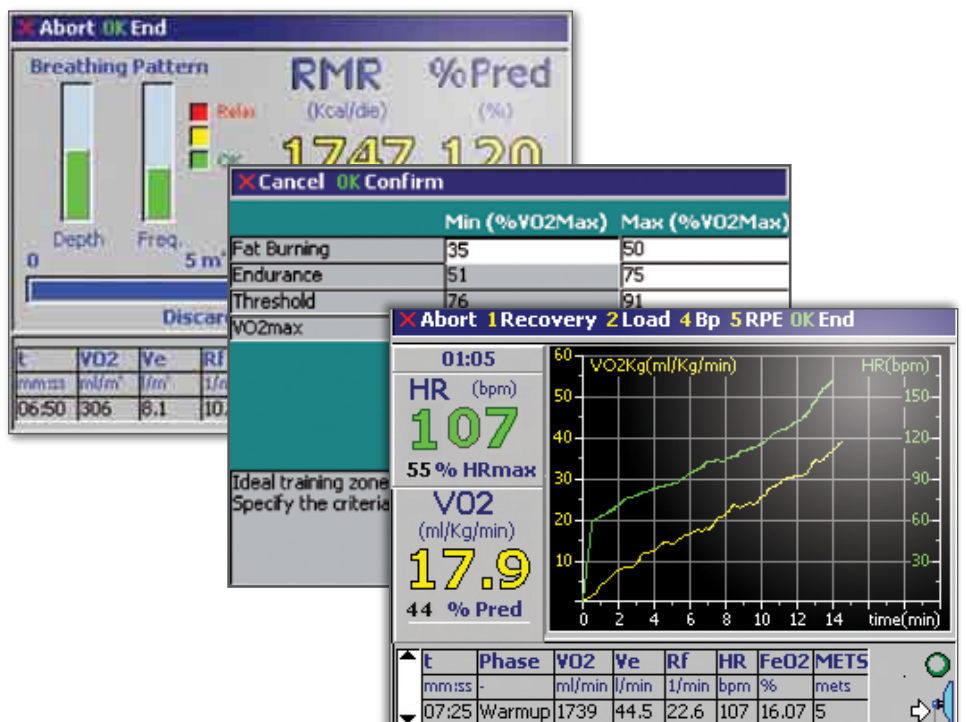 Abort OK End
Breathing Pattern
RMR %Pred
(Kcal/die) (%)
Relax
OK
1747 120
Depth Freq.
0 5 m'
Discar
t VO2 Ve Rf
mm:ss ml/m' l/m'
06:50 306 8.1 10.
Cancel OK Confirm
Min (%VO2Max) Max (%VO2Max)
Fat Burning 35 50
Endurance 51 75
Threshold 76 91
VO2max
Ideal training zone
Specify the criteria
Abort 1 Recovery 2 Load 4 Bp 5 RPE OK End
01:05
HR (bpm)
107
55 % HRmax
VO2
(ml/Kg/min)
17.9
44 % Pred
VO2Kg(ml/Kg/min) HR(bpm)
60
50 150
40 120
30 90
20 60
10 30
0 2 4 6 8 10 12 14 time(min)
t Phase VO2 Ve Rf HR FeO2 METS
mm:ss - ml/min l/min 1/min bpm % mets
07:25 Warmup 1739 44.5 22.6 107 16.07 5